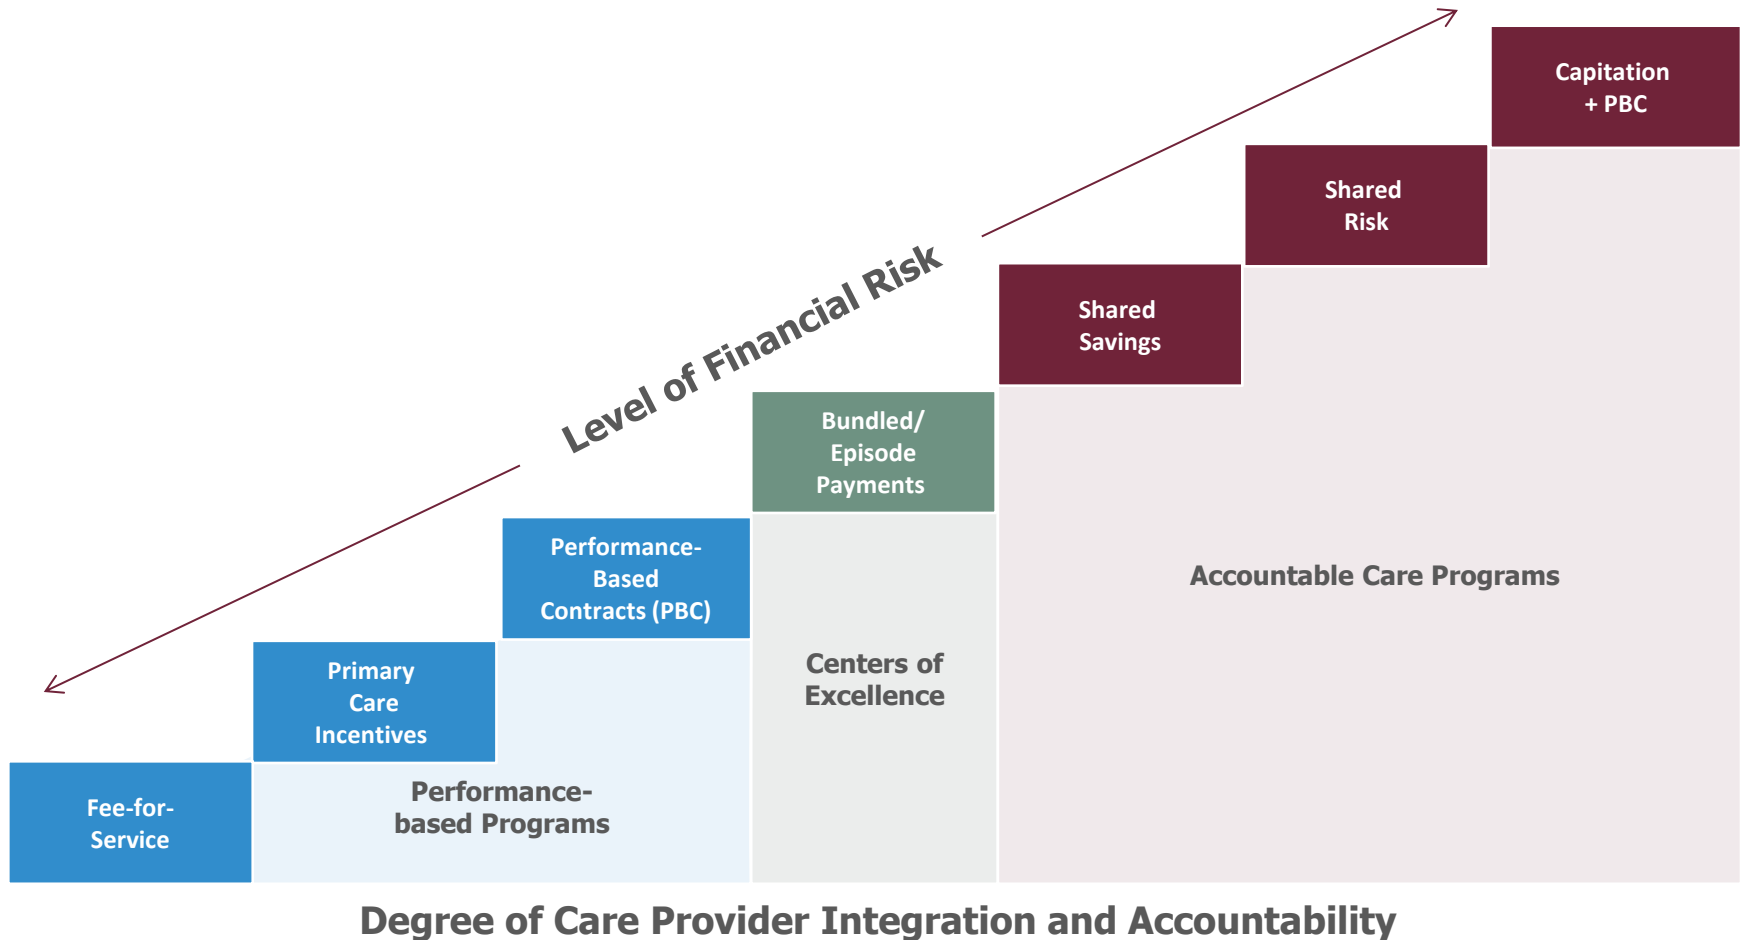 Capitation
+ PBC
Shared
Risk
Shared
Savings
Level of Financial Risk
Bundled/
Episode
Payments
Performance-
Based
Contracts (PBC)
Primary
Care
Incentives
Fee-for-
Service
Performance-
based Programs
Centers of
Excellence
Accountable Care Programs
Degree of Care Provider Integration and Accountability